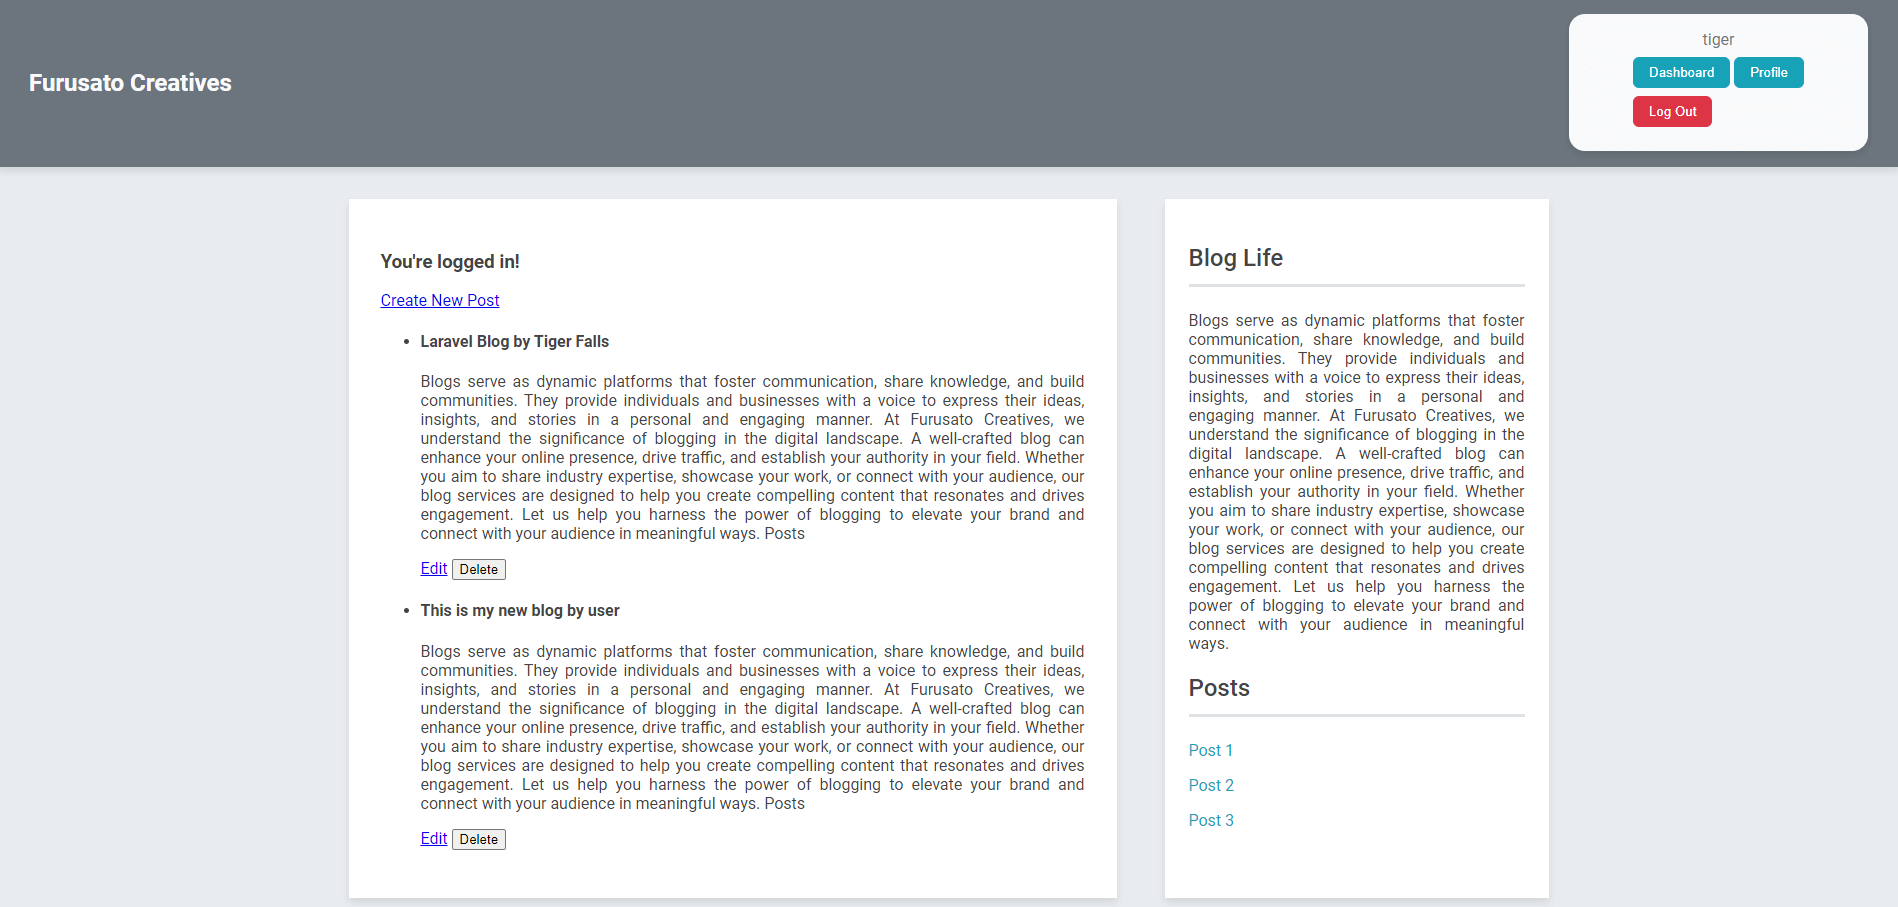 Furusato Creatives
tiger
Dashboard Profile
Log Out
You're logged in!
Create New Post
Laravel Blog by Tiger Falls
Blogs serve as dynamic platforms that foster communication, share knowledge, and build
communities. They provide individuals and businesses with a voice to express their ideas,
insights, and stories in a personal and engaging manner. At Furusato Creatives, we
understand the significance of blogging in the digital landscape. A well-crafted blog can
enhance your online presence, drive traffic, and establish your authority in your field. Whether
you aim to share industry expertise, showcase your work, or connect with your audience, our
blog services are designed to help you create compelling content that resonates and drives
engagement. Let us help you harness the power of blogging to elevate your brand and
connect with your audience in meaningful ways. Posts
Edit Delete
This is my new blog by user
Blogs serve as dynamic platforms that foster communication, share knowledge, and build
communities. They provide individuals and businesses with a voice to express their ideas,
insights, and stories in a personal and engaging manner. At Furusato Creatives, we
understand the significance of blogging in the digital landscape. A well-crafted blog can
enhance your online presence, drive traffic, and establish your authority in your field. Whether
you aim to share industry expertise, showcase your work, or connect with your audience, our
blog services are designed to help you create compelling content that resonates and drives
engagement. Let us help you harness the power of blogging to elevate your brand and
connect with your audience in meaningful ways. Posts
Edit Delete
Blog Life
Blogs serve as dynamic platforms that foster
communication, share knowledge, and build
communities. They provide individuals and
businesses with a voice to express their ideas,
insights, and stories in a personal and
engaging manner. At Furusato Creatives, we
understand the significance of blogging in the
digital landscape. A well-crafted blog can
enhance your online presence, drive traffic, and
establish your authority in your field. Whether
you aim to share industry expertise, showcase
your work, or connect with your audience, our
blog services are designed to help you create
compelling content that resonates and drives
engagement. Let us help you harness the
power of blogging to elevate your brand and
connect with your audience in meaningful
ways.
Posts
Post 1
Post 2
Post 3